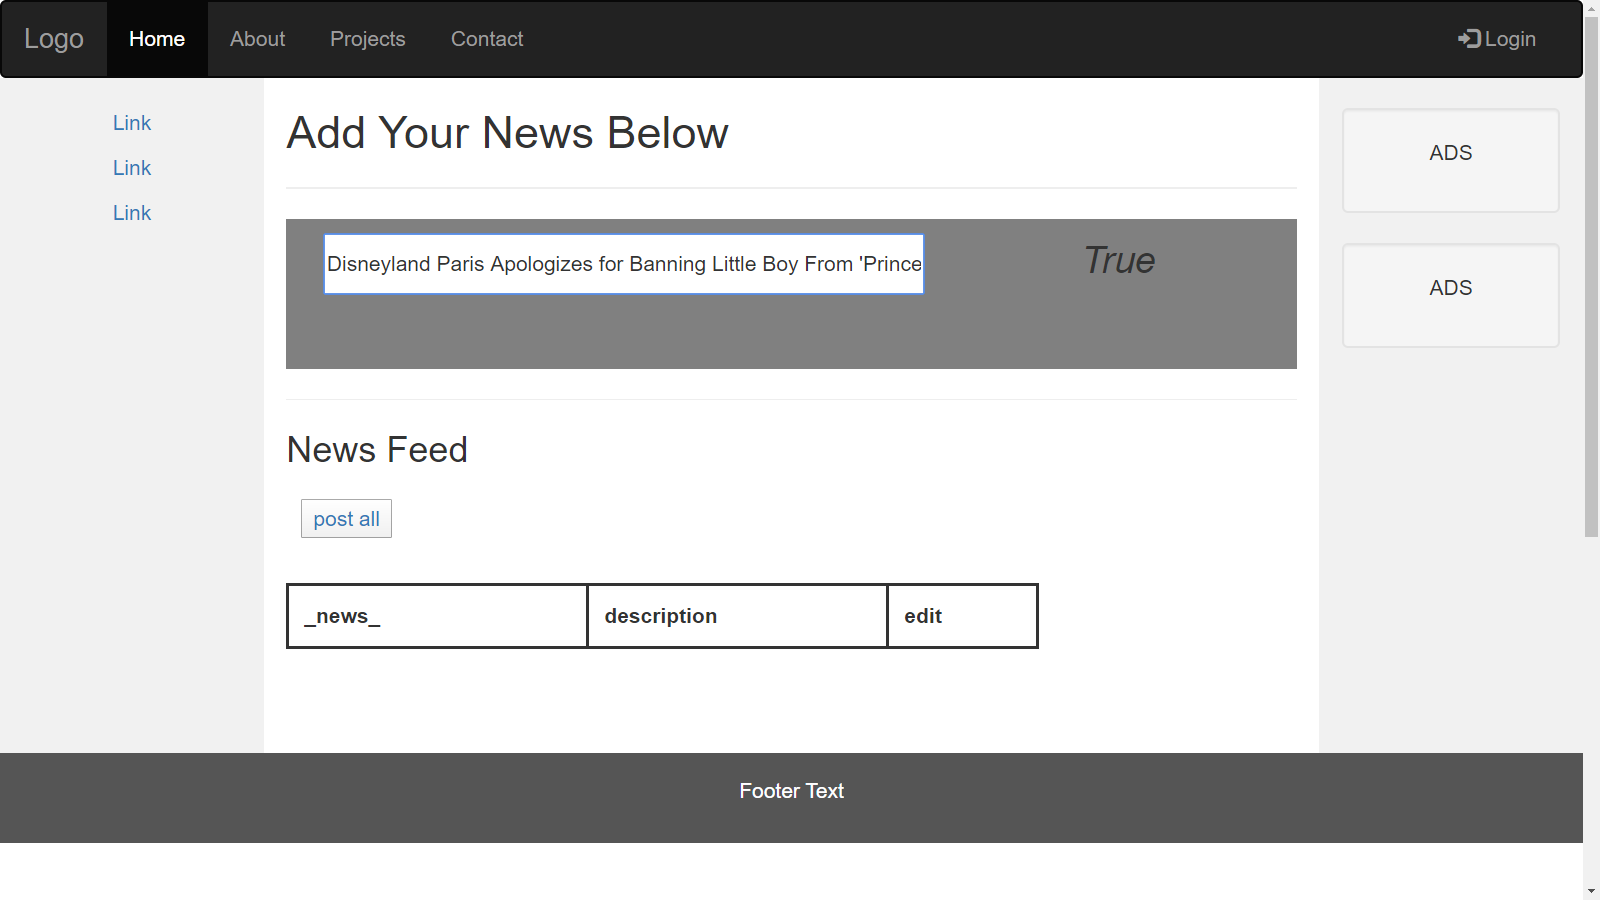 Logo Home About Projects Contact Login
Link
Link
Link
Add Your News Below
Disneyland Paris Apologizes for Banning Little Boy From 'Prince
True
News Feed
post all
_news_ description edit
ADS
ADS
Footer Text